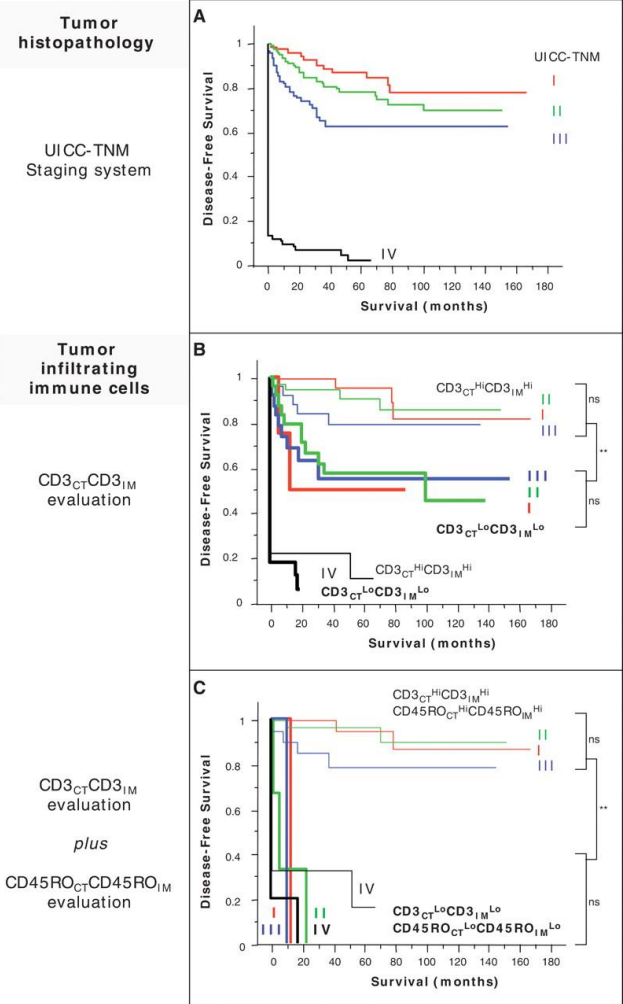 Tumor
histopathology
UICC-TNM
Staging system
A
Disease-Free Survival
1
0.8
0.6
0.4
0.2
0
UICC-TNM
I
II
III
IV
0 20 40 60 80 100 120 140 160 180
Survival (months)
Tumor
infiltrating
immune cells
CD3CTCD3IM
evaluation
B
Disease-Free Survival
1
0.8
0.6
0.4
0.2
0
CD3CTHiCD3IMHi
II
I
III
ns
**
III
II
I
ns
CD3CTLoCD3IMLo
IV
CD3CTHiCD3IMHi
CD3CTLoCD3IMLo
0 20 40 60 80 100 120 140 160 180
Survival (months)
CD3CTCD3IM
evaluation
plus
CD45ROCTCD45ROIM
evaluation
C
Disease-Free Survival
1
0.8
0.6
0.4
0.2
0
CD3CTHiCD3IMHi
CD45ROCTHiCD45ROIMHi
II
I
III
ns
**
IV
I II
III IV
CD3CTLoCD3IMLo
CD45ROCTLoCD45ROIMLo
ns
0 20 40 60 80 100 120 140 160 180
Survival (months)